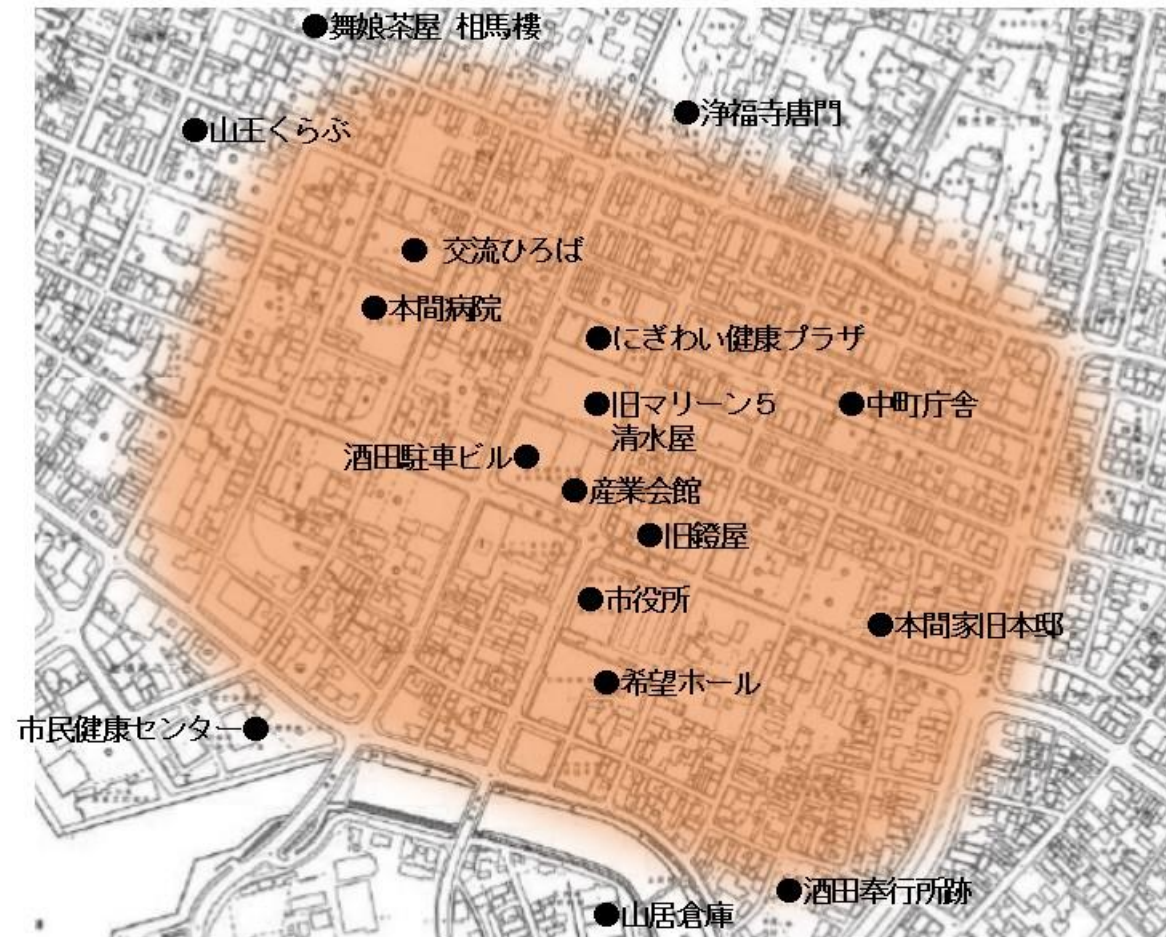 舞娘茶屋 相馬樓
浄福寺唐門
山王くらぶ
交流ひろば
本間病院
にぎわい健康プラザ
旧マリーン５
清水屋
中町庁舎
酒田駐車ビル
産業会館
旧鐙屋
市役所
本間家旧本邸
希望ホール
市民健康センター
酒田奉行所跡
山居倉庫